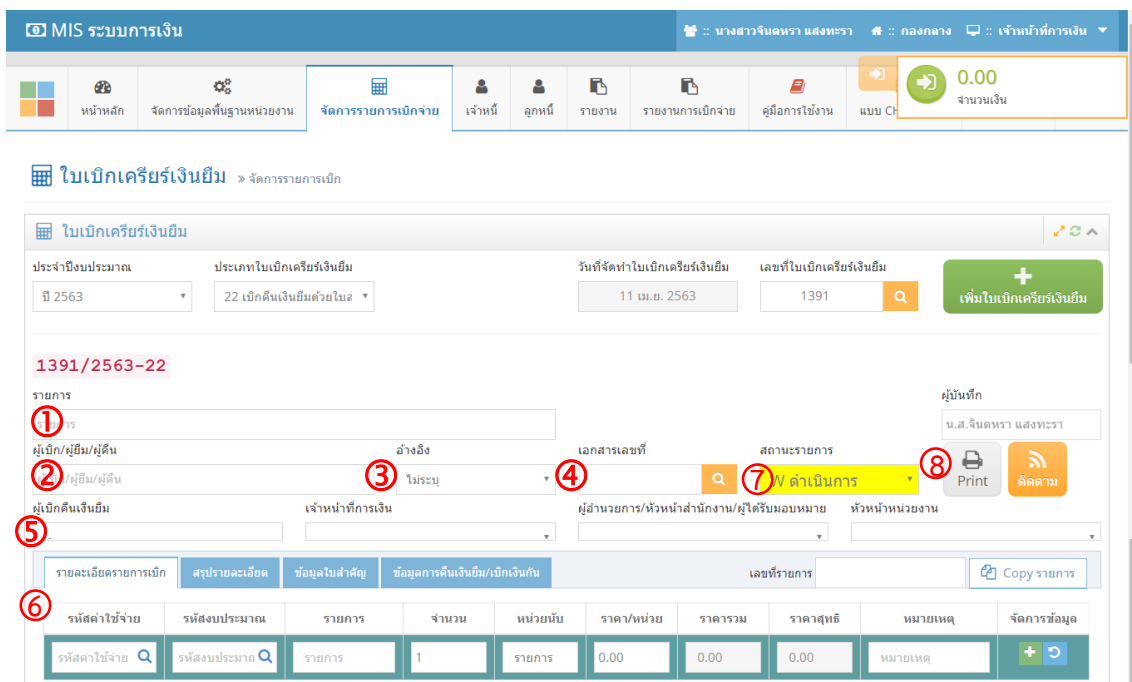 MIS ระบบการเงิน
:: นางสาวจินตหรา แสงทะรา :: กองกลาง :: เจ้าหน้าที่การเงิน
0.00
จำนวนเงิน
หน้าหลัก จัดการข้อมูลพื้นฐานหน่วยงาน จัดการรายการเบิกจ่าย เจ้าหนี้ ลูกหนี้ รายงาน รายงานการเบิกจ่าย คู่มือการใช้งาน แบบ
ใบเบิกเครียร์เงินยืม » จัดการรายการเบิก
ใบเบิกเครียร์เงินยืม
ประจำปีงบประมาณ ประเภทใบเบิกเครียร์เงินยืม วันที่จัดทำใบเบิกเครียร์เงินยืม เลขที่ใบเบิกเครียร์เงินยืม
ปี 2563 22 เบิกคืนเงินยืมด้วยใบส 11 เม.ย. 2563 1391
เพิ่มใบเบิกเครียร์เงินยืม
1391/2563-22
รายการ ผู้บันทึก
① รายการ น.ส.จินตหรา แสงทะรา
ผู้เบิก/ผู้ยืม/ผู้คืน อ้างอิง เอกสารเลขที่ สถานะรายการ
② /ผู้ยืม/ผู้คืน ③ ไม่ระบุ ④ ⑦ W ดำเนินการ ⑧ Print ติดตาม
ผู้เบิกคืนเงินยืม เจ้าหน้าที่การเงิน ผู้อำนวยการ/หัวหน้าสำนักงาน/ผู้ได้รับมอบหมาย หัวหน้าหน่วยงาน
⑤
รายละเอียดรายการเบิก สรุปรายละเอียด ข้อมูลใบสำคัญ ข้อมูลการคืนเงินยืม/เบิกเงินกัน เลขที่รายการ Copy รายการ
⑥
รหัสค่าใช้จ่าย รหัสงบประมาณ รายการ จำนวน หน่วยนับ ราคา/หน่วย ราคารวม ราคาสุทธิ หมายเหตุ จัดการข้อมูล
รหัสค่าใช้จ่าย รหัสงบประมาณ รายการ 1 รายการ 0.00 0.00 0.00 หมายเหตุ